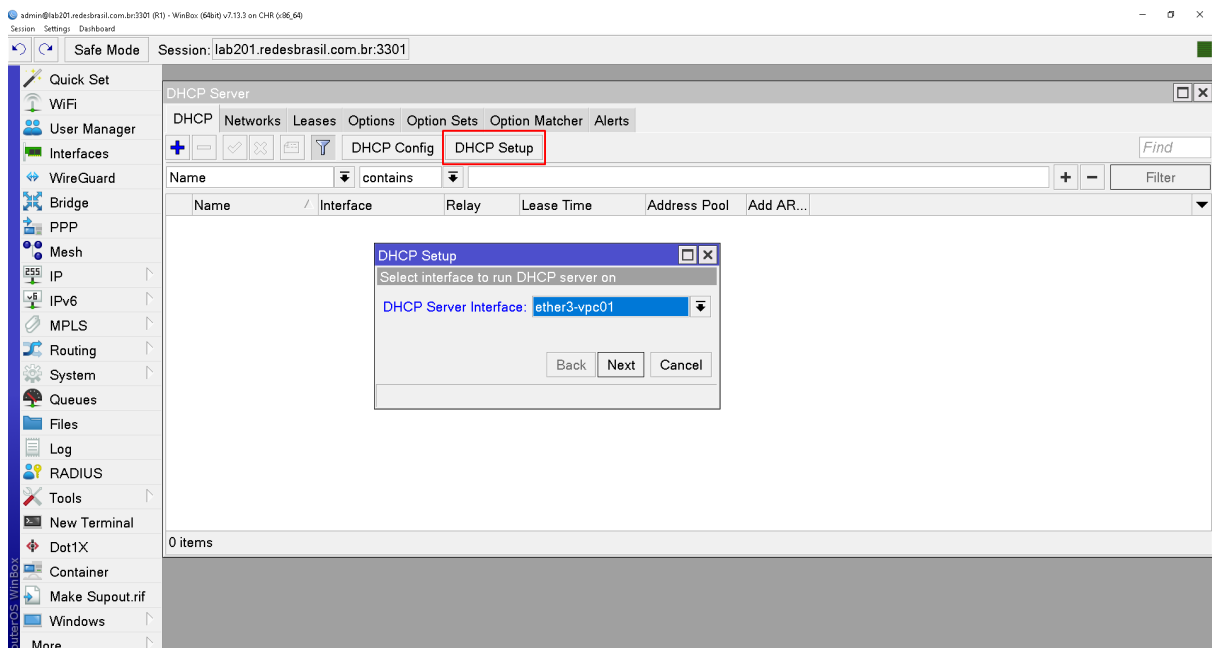 admin@lab201.redesbrasil.com.br:3301 (R1) - WinBox (64bit) v7.13.3 on CHR (x86_64)
Session Settings Dashboard
Safe Mode Session: lab201.redesbrasil.com.br:3301
Quick Set
WiFi
User Manager
Interfaces
WireGuard
Bridge
PPP
Mesh
255 IP
v6 IPv6
MPLS
Routing
System
Queues
Files
Log
RADIUS
Tools
New Terminal
Dot1X
Container
Make Supout.rif
Windows
More
uterOS WinBox
DHCP Server
DHCP Networks Leases Options Option Sets Option Matcher Alerts
DHCP Config DHCP Setup Find
Name contains Filter
Name Interface Relay Lease Time Address Pool Add AR...
DHCP Setup
Select interface to run DHCP server on
DHCP Server Interface: ether3-vpc01
Back Next Cancel
0 items